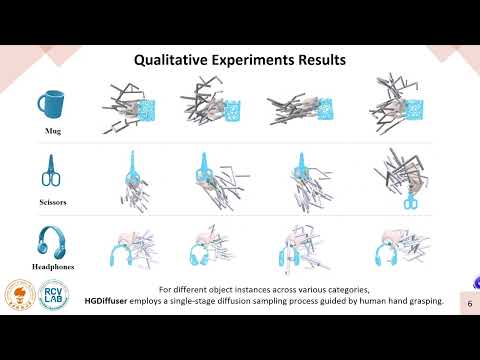 Qualitative Experiments Results
Mug
Scissors
Headphones
RCV
LAB
For different object instances across various categories,
HGDiffuser employs a single-stage diffusion sampling process guided by human hand grasping.
6